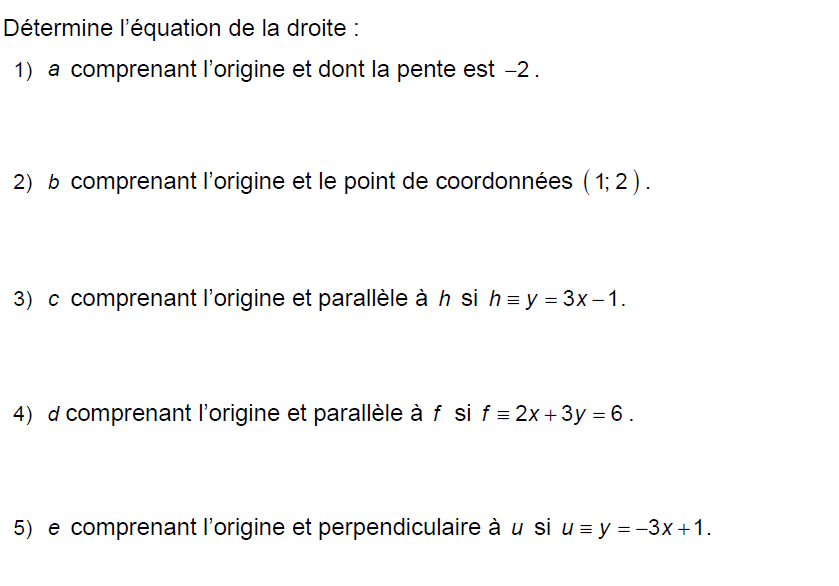 Détermine l’équation de la droite :
1) a comprenant l’origine et dont la pente est –2 .
2) b comprenant l’origine et le point de coordonnées ( 1; 2 ) .
3) c comprenant l’origine et parallèle à h si h ≡ y = 3x – 1.
4) d comprenant l’origine et parallèle à f si f ≡ 2x + 3y = 6 .
5) e comprenant l’origine et perpendiculaire à u si u ≡ y = –3x + 1.